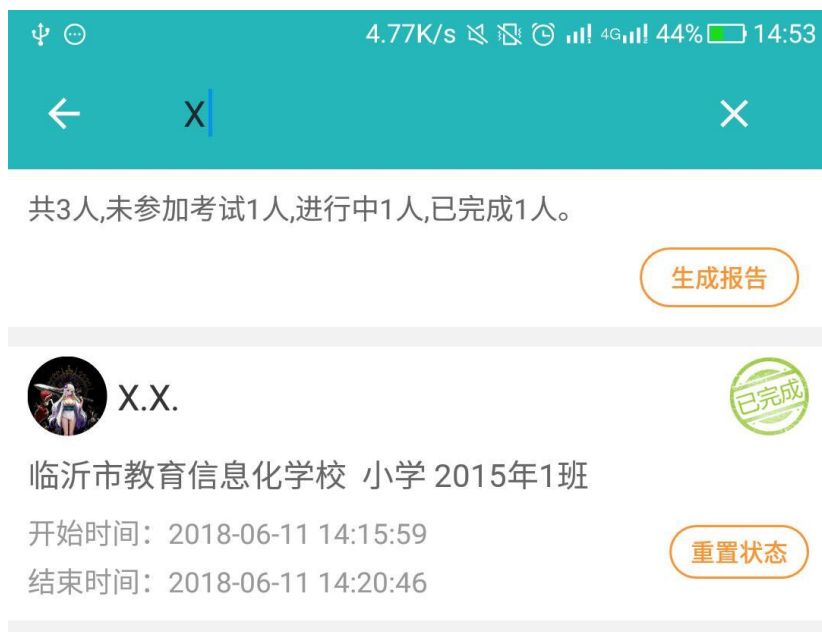 4.77K/s 4G 44% 14:53
X
共3人,未参加考试1人,进行中1人,已完成1人。
生成报告
X.X.
已完成
临沂市教育信息化学校 小学 2015年1班
开始时间：2018-06-11 14:15:59
重置状态
结束时间：2018-06-11 14:20:46